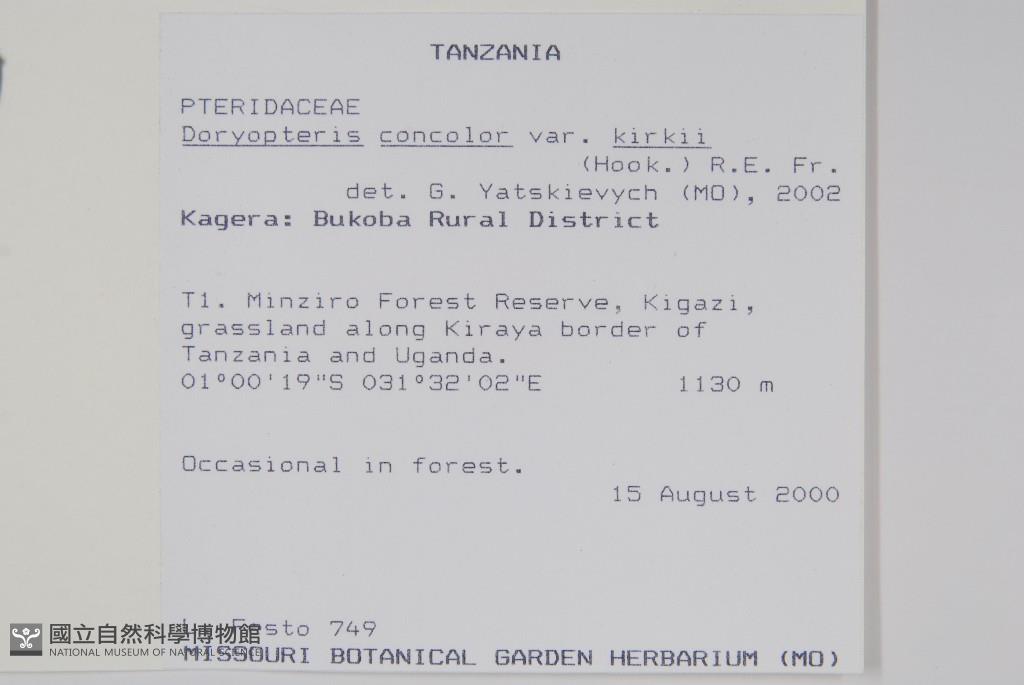 TANZANIA
PTERIDACEAE
Doryopteris concolor var. kirkii
(Hook.) R.E. Fr.
det. G. Yatskievych (MO), 2002
Kagera: Bukoba Rural District
T1. Minziro Forest Reserve, Kigazi,
grassland along Kiraya border of
Tanzania and Uganda.
01°00'19"S 031°32'02"E 1130 m
Occasional in forest.
15 August 2000
Festo 749
MISSOURI BOTANICAL GARDEN HERBARIUM (MO)
國立自然科學博物館
NATIONAL MUSEUM OF NATURAL SCIENCE